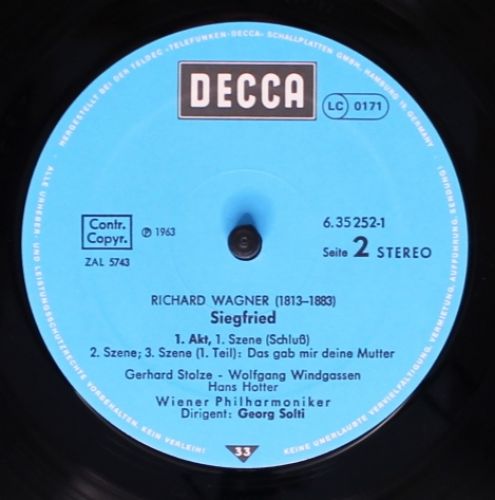 HERGESTELLT BEI DER TELDEC »TELEFUNKEN-DECCA« SCHALLPLATTEN GMBH, HAMBURG 19, GERMANY
DECCA
LC 0171
Contr.
Copyr.
ZAL 5743
℗ 1963
6.35252-1
Seite 2 STEREO
RICHARD WAGNER (1813–1883)
Siegfried
1. Akt, 1. Szene (Schluß)
2. Szene; 3. Szene (1. Teil): Das gab mir deine Mutter
Gerhard Stolze - Wolfgang Windgassen
Hans Hotter
Wiener Philharmoniker
Dirigent: Georg Solti
33
ALLE URHEBER- UND LEISTUNGSSCHUTZRECHTE VORBEHALTEN. KEIN VERLEIH!
KEINE UNERLAUBTE VERVIELFÄLTIGUNG, VERMIETUNG, AUFFÜHRUNG, SENDUNG!